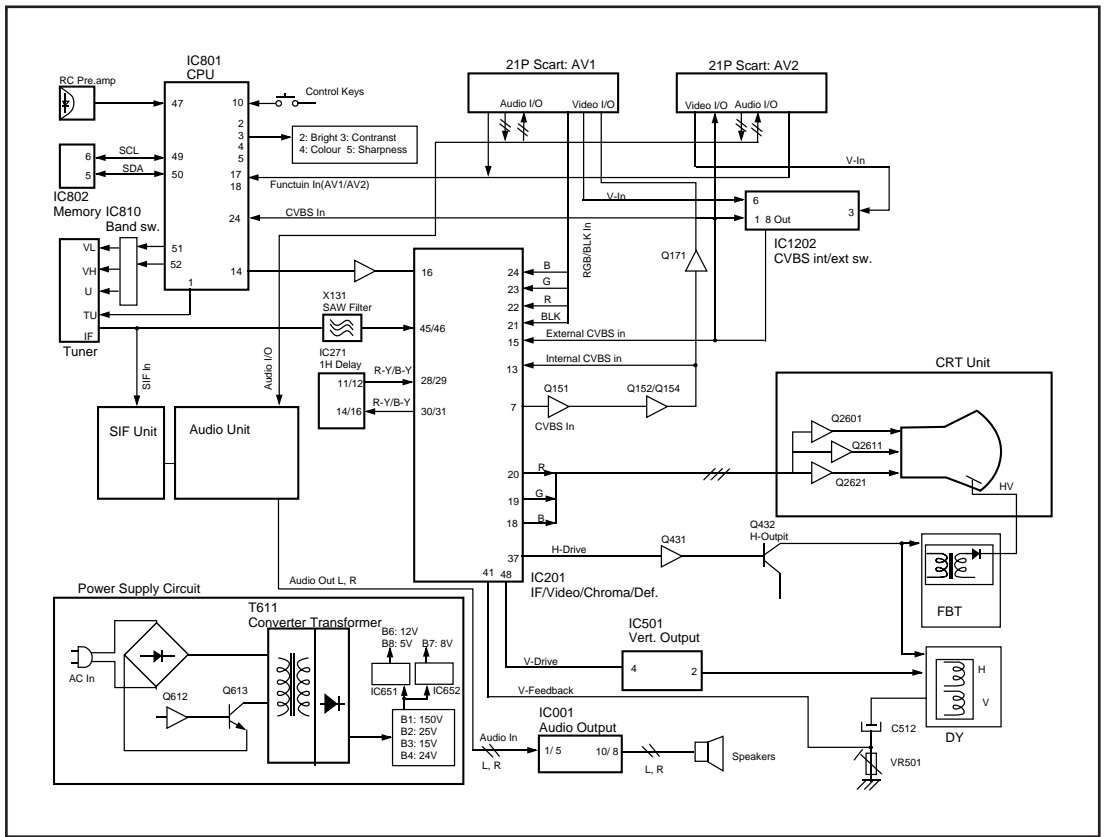 IC801
CPU
RC Pre.amp
47
10
Control Keys
2
3
4
5
2: Bright 3: Contranst
4: Colour 5: Sharpness
6
5
SCL
SDA
49
50
17
18
Functuin In(AV1/AV2)
IC802
Memory
IC810
Band sw.
24
CVBS In
VL
VH
U
TU
IF
Tuner
51
52
1
14
21P Scart: AV1
Audio I/O
Video I/O
21P Scart: AV2
Video I/O
Audio I/O
V-In
V-In
6
1
8 Out
3
IC1202
CVBS int/ext sw.
Q171
RGB/BLK In
16
X131
SAW Filter
45/46
IC271
1H Delay
11/12
14/16
R-Y/B-Y
R-Y/B-Y
28/29
30/31
24
B
23
G
22
R
21
BLK
15
External CVBS in
13
Internal CVBS in
7
CVBS In
Q151
Q152/Q154
SIF In
Audio I/O
SIF Unit
Audio Unit
CRT Unit
Q2601
Q2611
Q2621
HV
20
R
19
G
18
B
37
H-Drive
Q431
Q432
H-Outpit
41
48
IC201
IF/Video/Chroma/Def.
FBT
Audio Out L, R
Power Supply Circuit
T611
Converter Transformer
AC In
Q612
Q613
B6: 12V
B8: 5V
B7: 8V
IC651
IC652
B1: 150V
B2: 25V
B3: 15V
B4: 24V
IC501
Vert. Output
V-Drive
4
2
V-Feedback
H
V
DY
C512
VR501
IC001
Audio Output
Audio In
L, R
1/ 5
10/ 8
L, R
Speakers